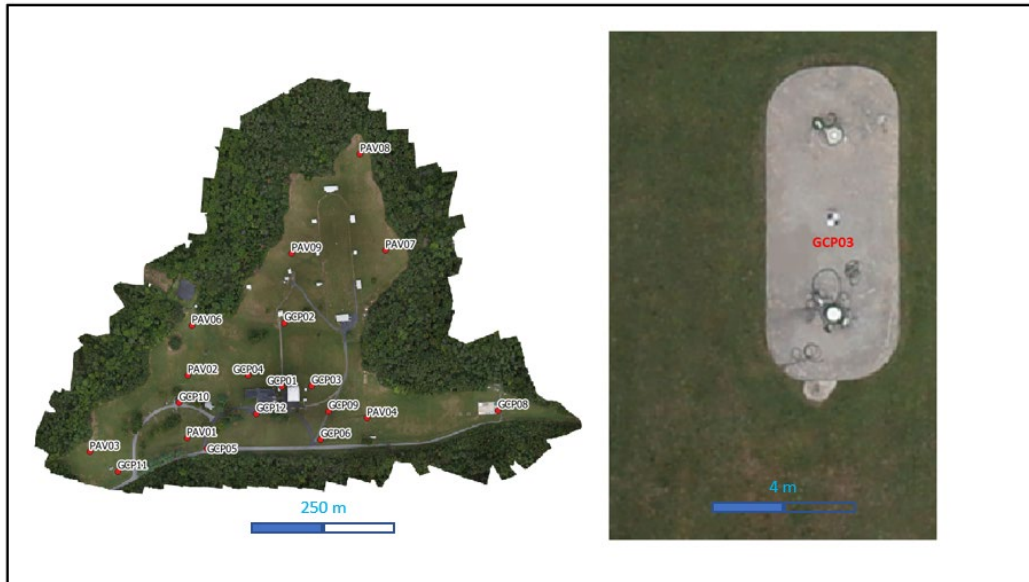 PAV08
PAV09
PAV07
GCP02
PAV06
PAV02
GCP04
GCP01
GCP03
GCP10
GCP12
GCP09
PAV04
GCP08
PAV01
GCP06
GCP05
PAV03
GCP11
250 m
GCP03
4 m